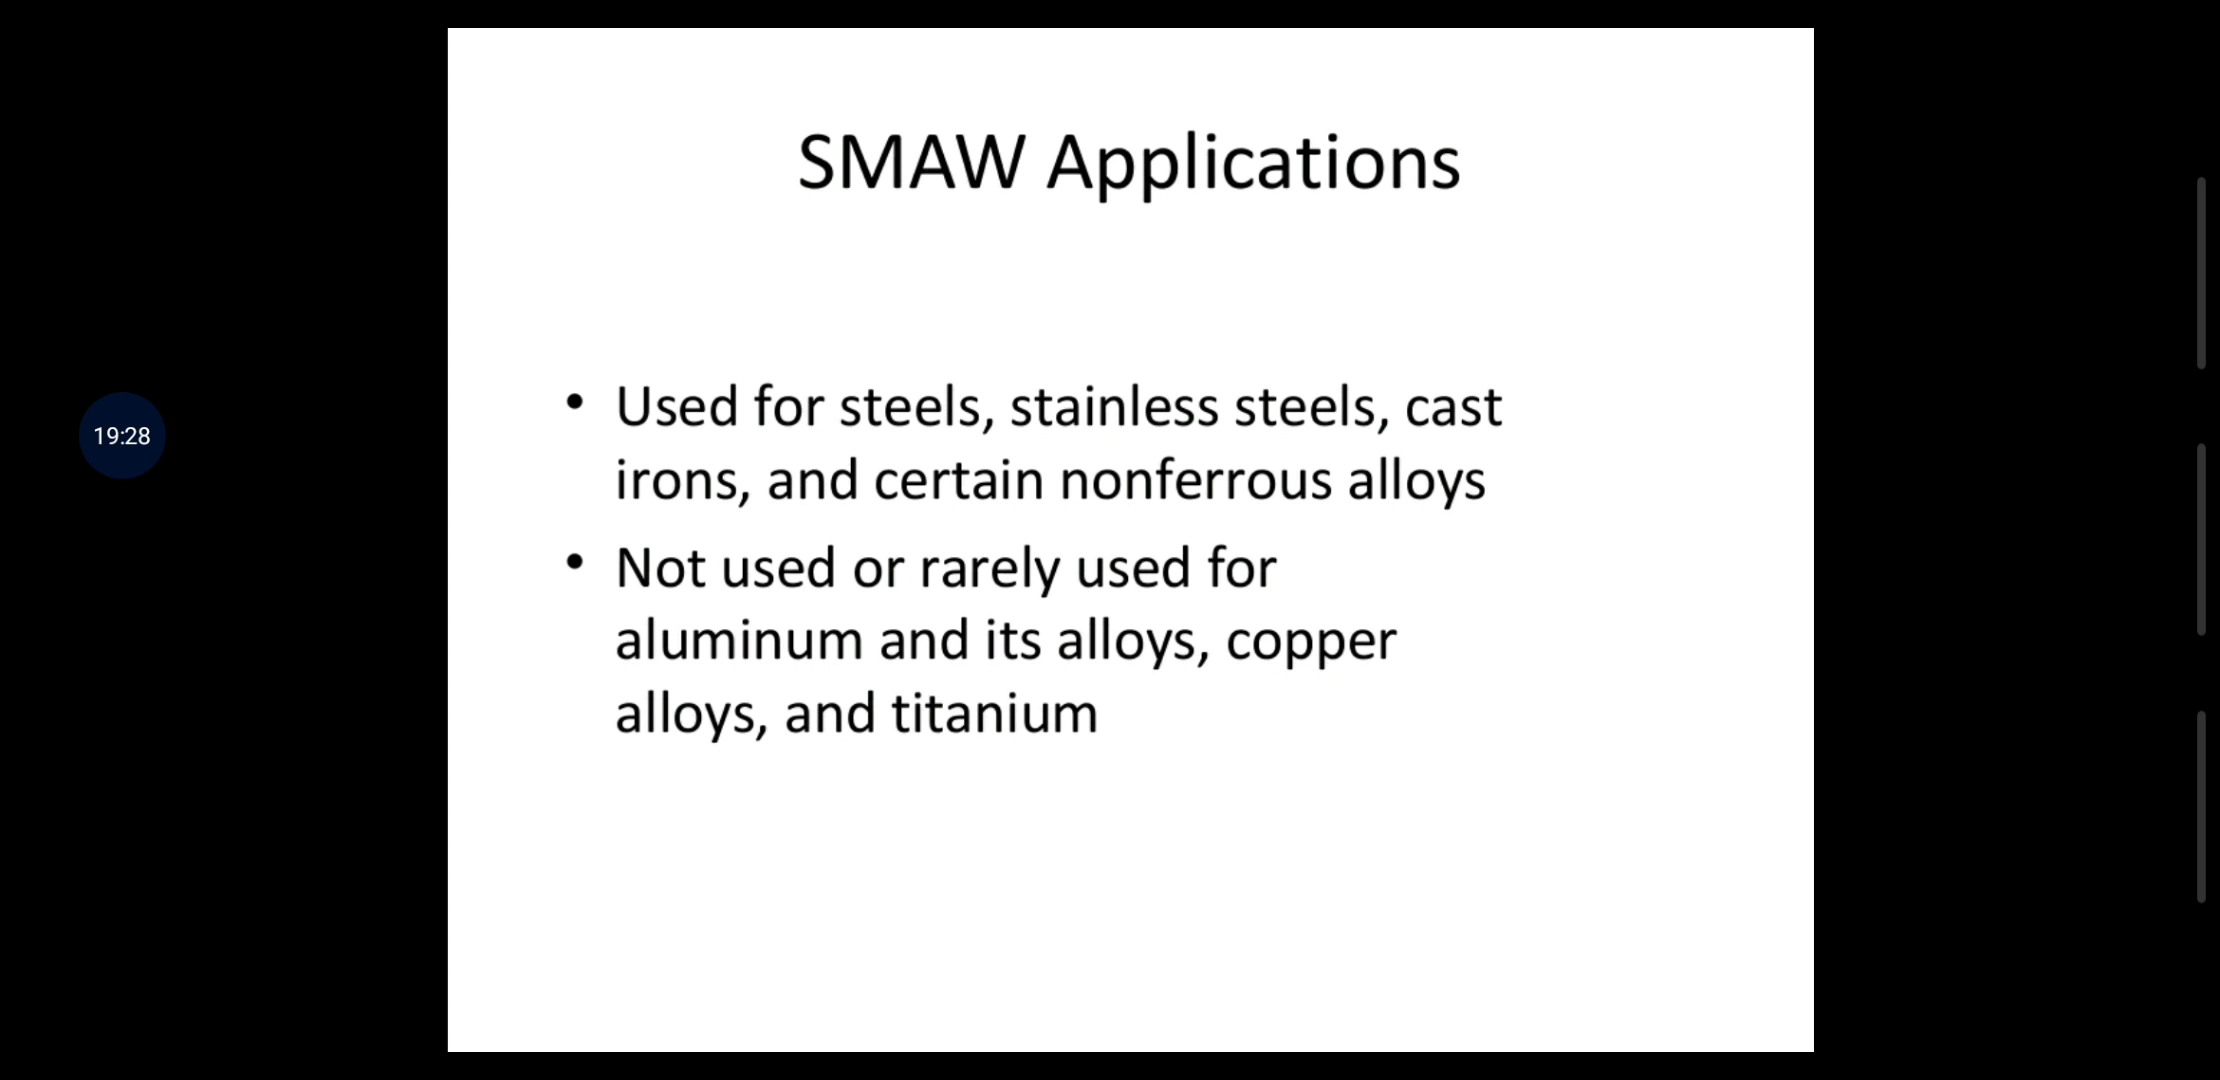 SMAW Applications
19:28
• Used for steels, stainless steels, cast
irons, and certain nonferrous alloys
• Not used or rarely used for
aluminum and its alloys, copper
alloys, and titanium